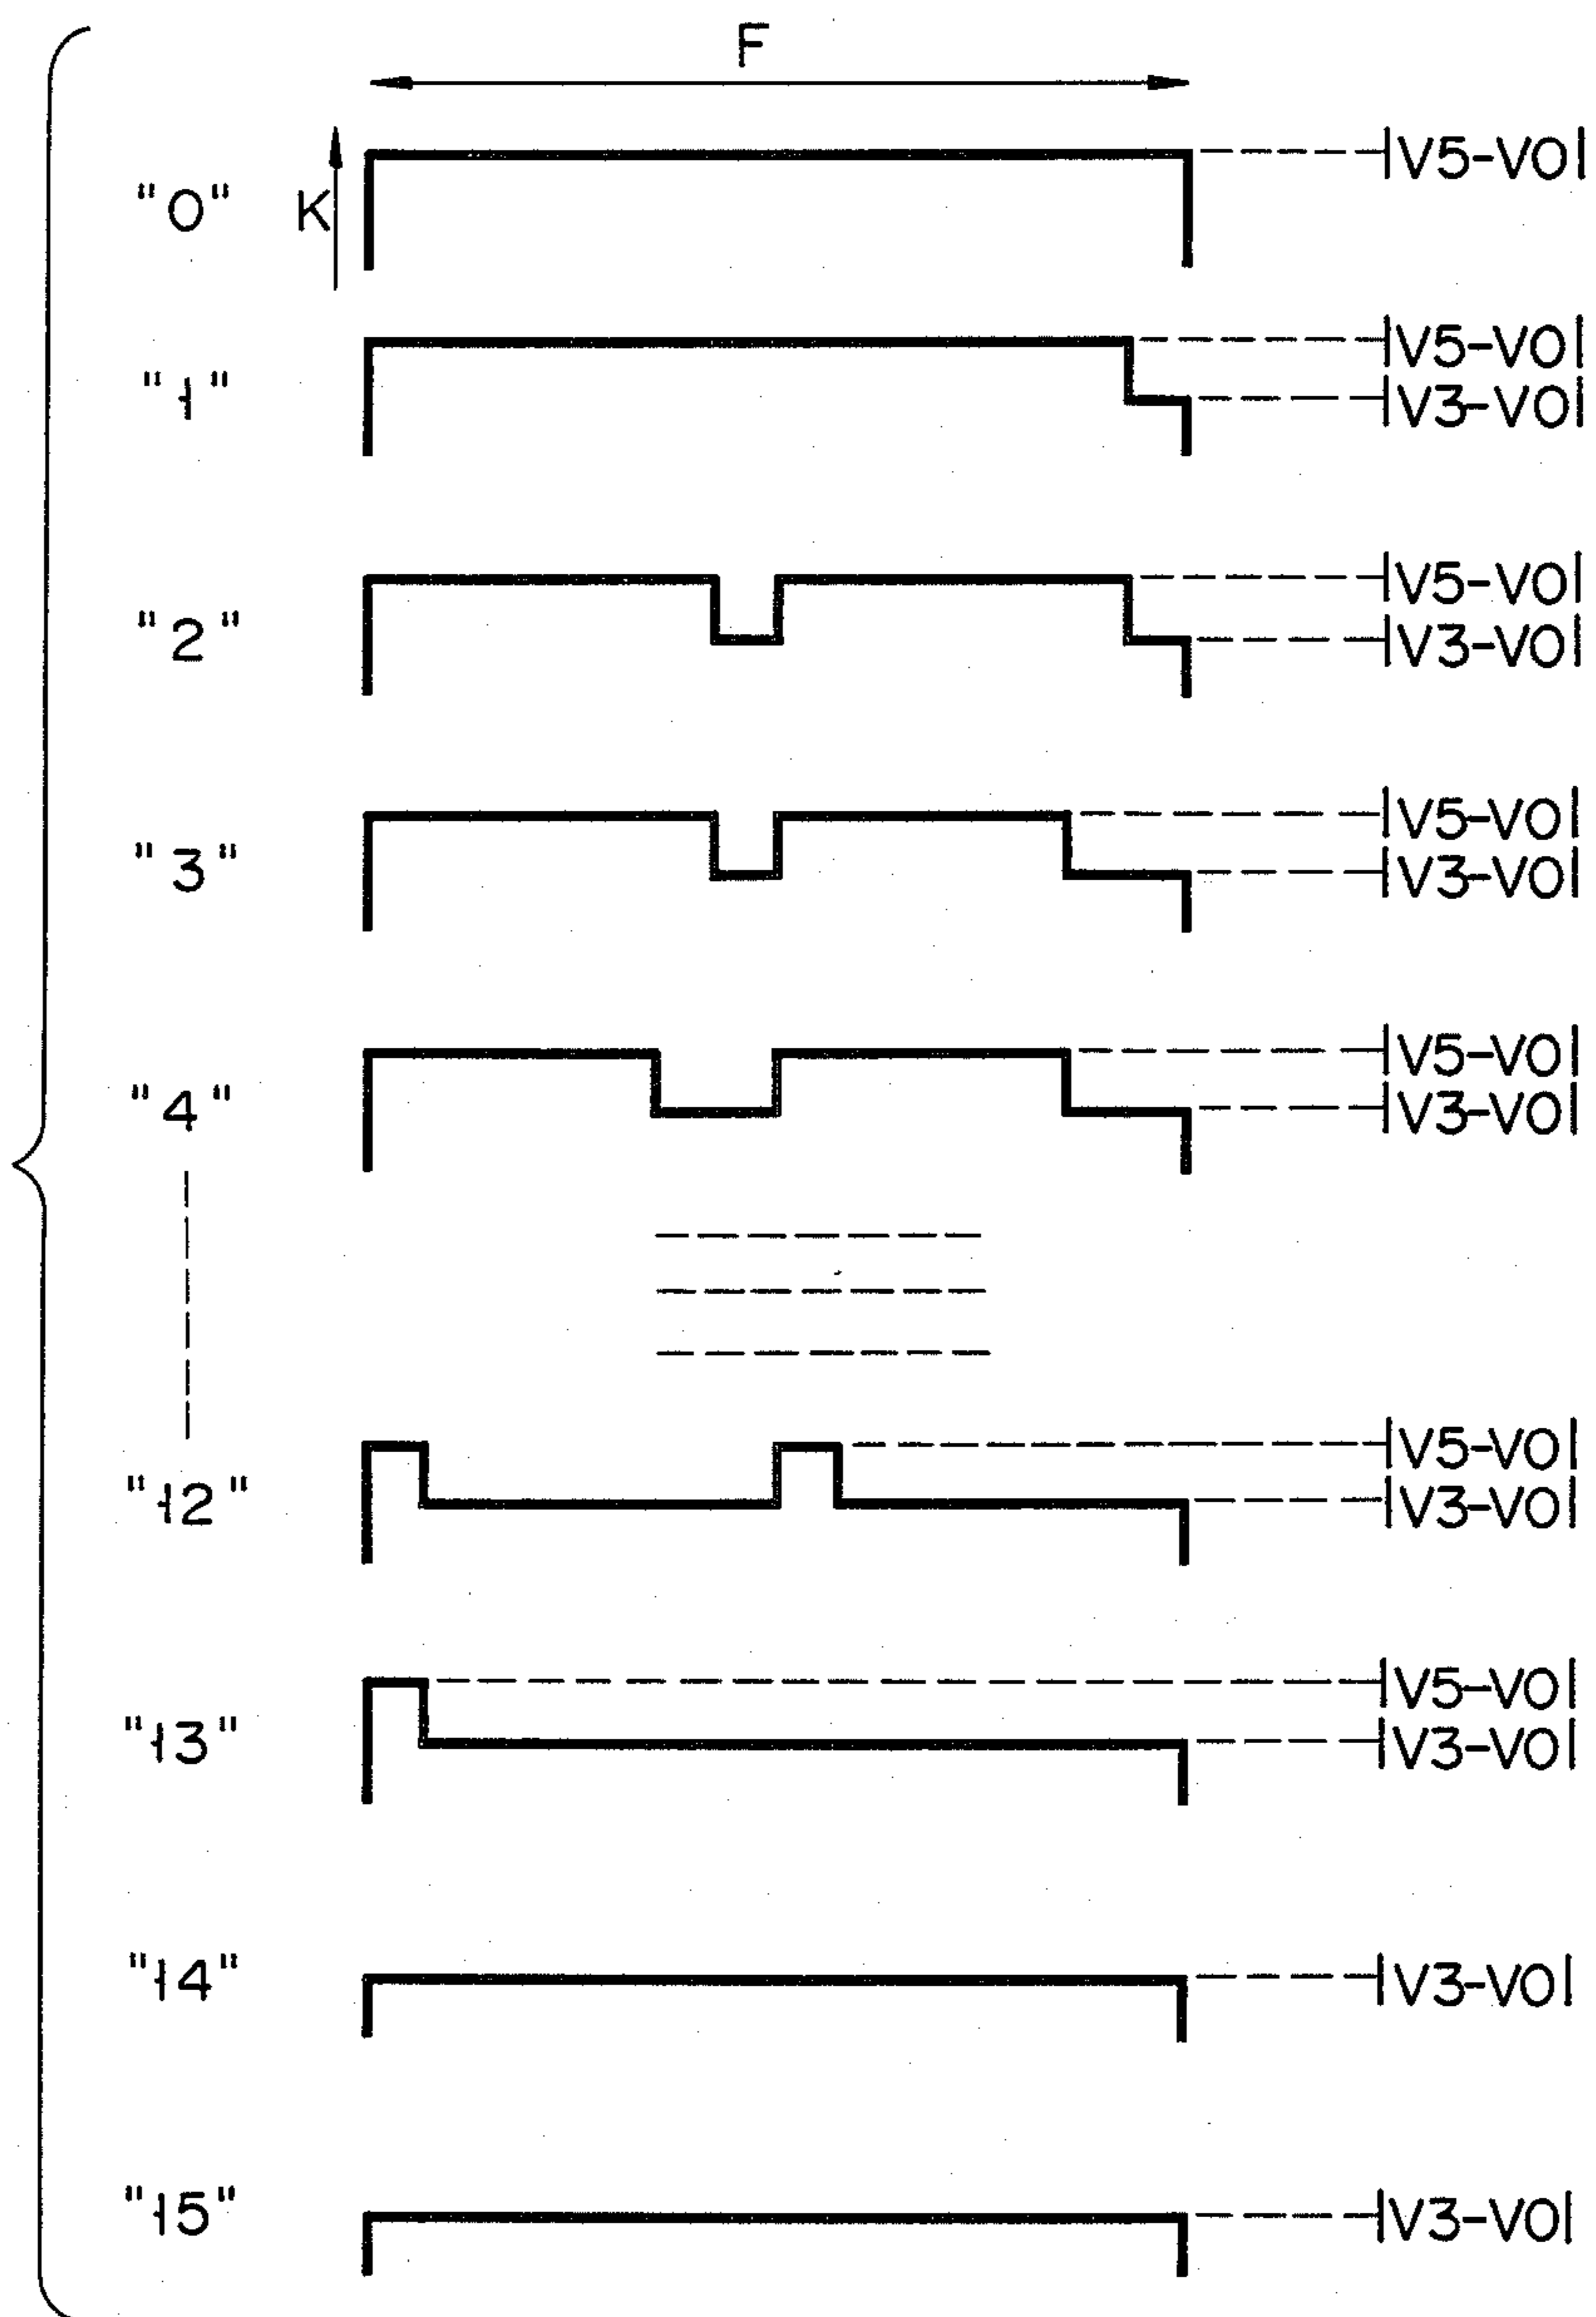 F
K
"0" |V5-V0|
"1" |V5-V0|
|V3-V0|
"2" |V5-V0|
|V3-V0|
"3" |V5-V0|
|V3-V0|
"4" |V5-V0|
|V3-V0|
"12" |V5-V0|
|V3-V0|
"13" |V5-V0|
|V3-V0|
"14" |V3-V0|
"15" |V3-V0|